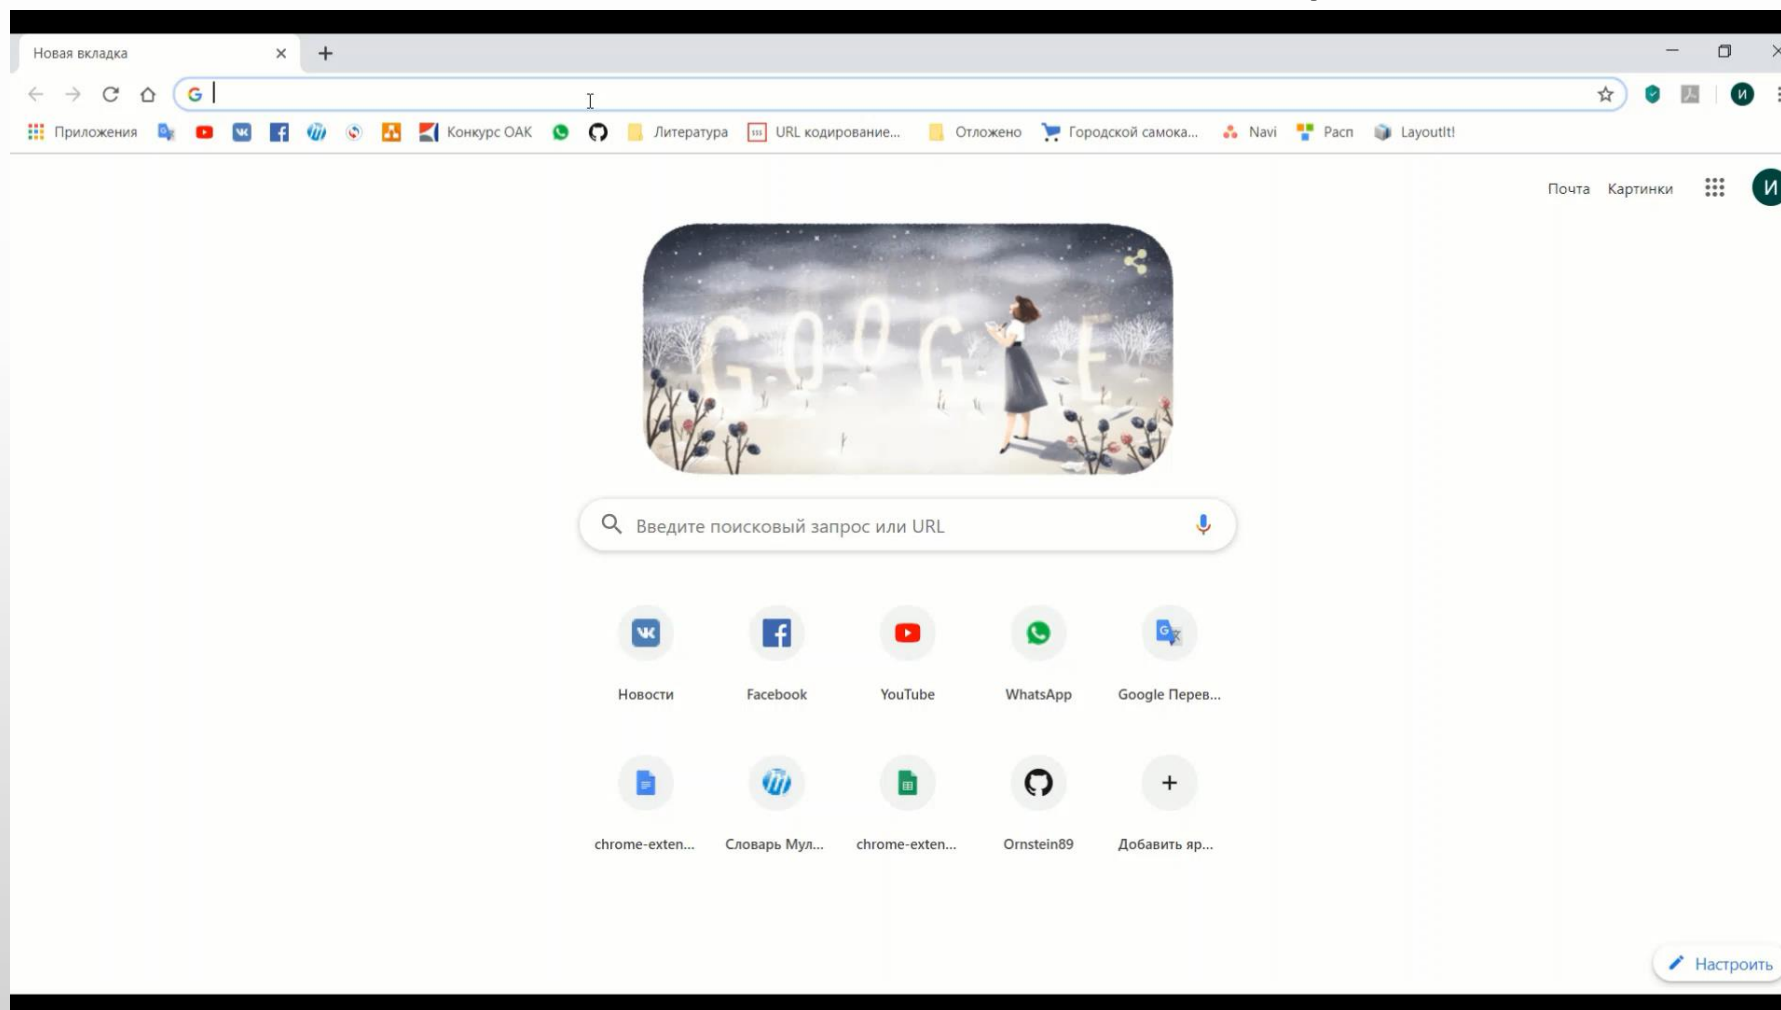 Новая вкладка
Приложения Конкурс ОАК Литература URL кодирование... Отложено Городской самока... Navi Расп LayoutIt!
Почта Картинки И
GOOGLE
Введите поисковый запрос или URL
Новости Facebook YouTube WhatsApp Google Перев...
chrome-exten... Словарь Мул... chrome-exten... Ornstein89 Добавить яр...
Настроить